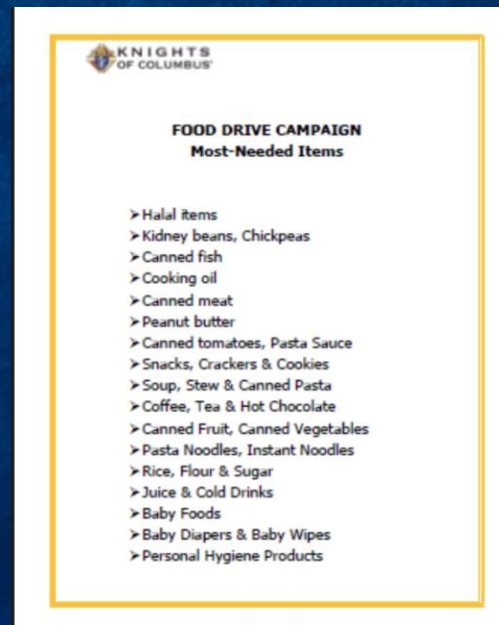 KNIGHTS
OF COLUMBUS®
FOOD DRIVE CAMPAIGN
Most-Needed Items
➢Halal items
➢Kidney beans, Chickpeas
➢Canned fish
➢Cooking oil
➢Canned meat
➢Peanut butter
➢Canned tomatoes, Pasta Sauce
➢Snacks, Crackers & Cookies
➢Soup, Stew & Canned Pasta
➢Coffee, Tea & Hot Chocolate
➢Canned Fruit, Canned Vegetables
➢Pasta Noodles, Instant Noodles
➢Rice, Flour & Sugar
➢Juice & Cold Drinks
➢Baby Foods
➢Baby Diapers & Baby Wipes
➢Personal Hygiene Products